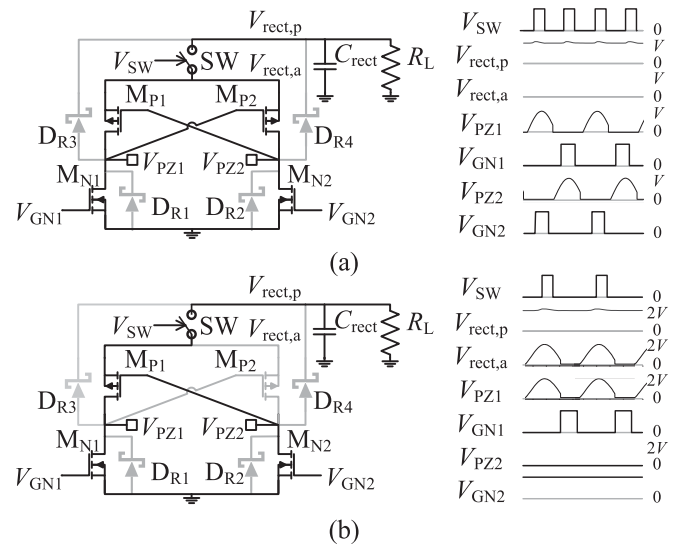 V_rect,p
V_SW SW
V_rect,a
C_rect R_L
M_P1 M_P2
D_R3 D_R4
V_PZ1 V_PZ2
M_N1 M_N2
D_R1 D_R2
V_GN1 V_GN2
V_SW 0
V_rect,p V 0
V_rect,a V 0
V_PZ1 V 0
V_GN1 0
V_PZ2 V 0
V_GN2 0
(a)
V_rect,p
V_SW SW
V_rect,a
C_rect R_L
M_P1 M_P2
D_R3 D_R4
V_PZ1 V_PZ2
M_N1 M_N2
D_R1 D_R2
V_GN1 V_GN2
V_SW 0
V_rect,p 2V 0
V_rect,a 2V 0
V_PZ1 2V 0
V_GN1 0
V_PZ2 2V 0
V_GN2 0
(b)